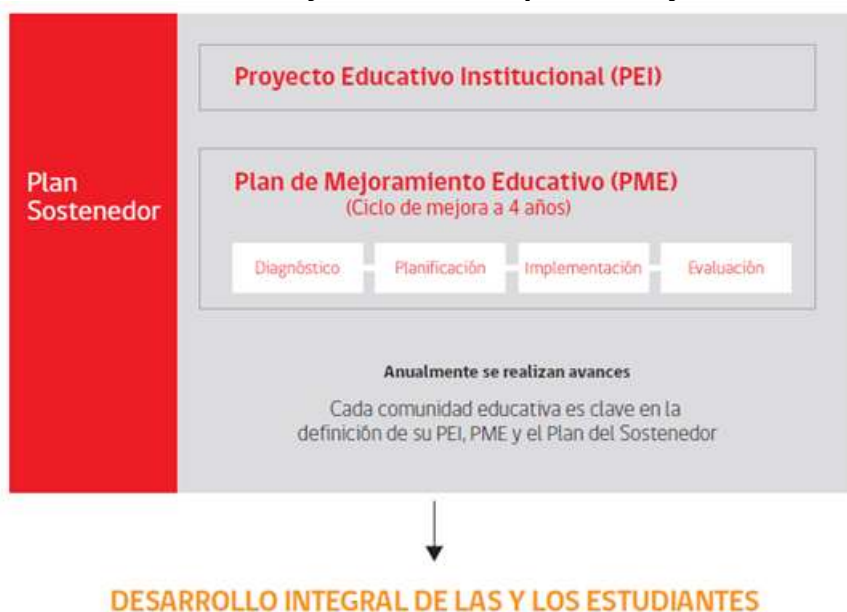 Plan
Sostenedor
Proyecto Educativo Institucional (PEI)
Plan de Mejoramiento Educativo (PME)
(Ciclo de mejora a 4 años)
Diagnóstico
Planificación
Implementación
Evaluación
Anualmente se realizan avances
Cada comunidad educativa es clave en la
definición de su PEI, PME y el Plan del Sostenedor
DESARROLLO INTEGRAL DE LAS Y LOS ESTUDIANTES